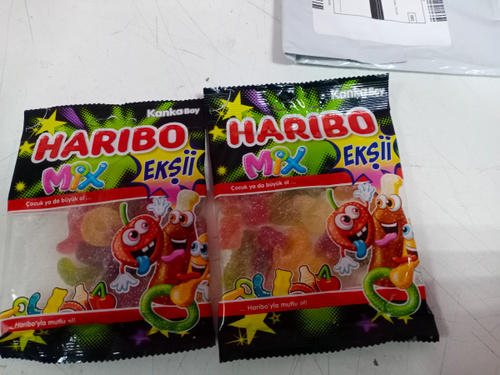 Kanka Boy
HARIBO
MiX
EKŞİİ
Çocuk ya da büyük ol ...
... Haribo'yla mutlu ol!
Kanka Boy
HARIBO
MiX
EKŞİİ
Çocuk ya da büyük ol ...
... Haribo'yla mutlu ol!